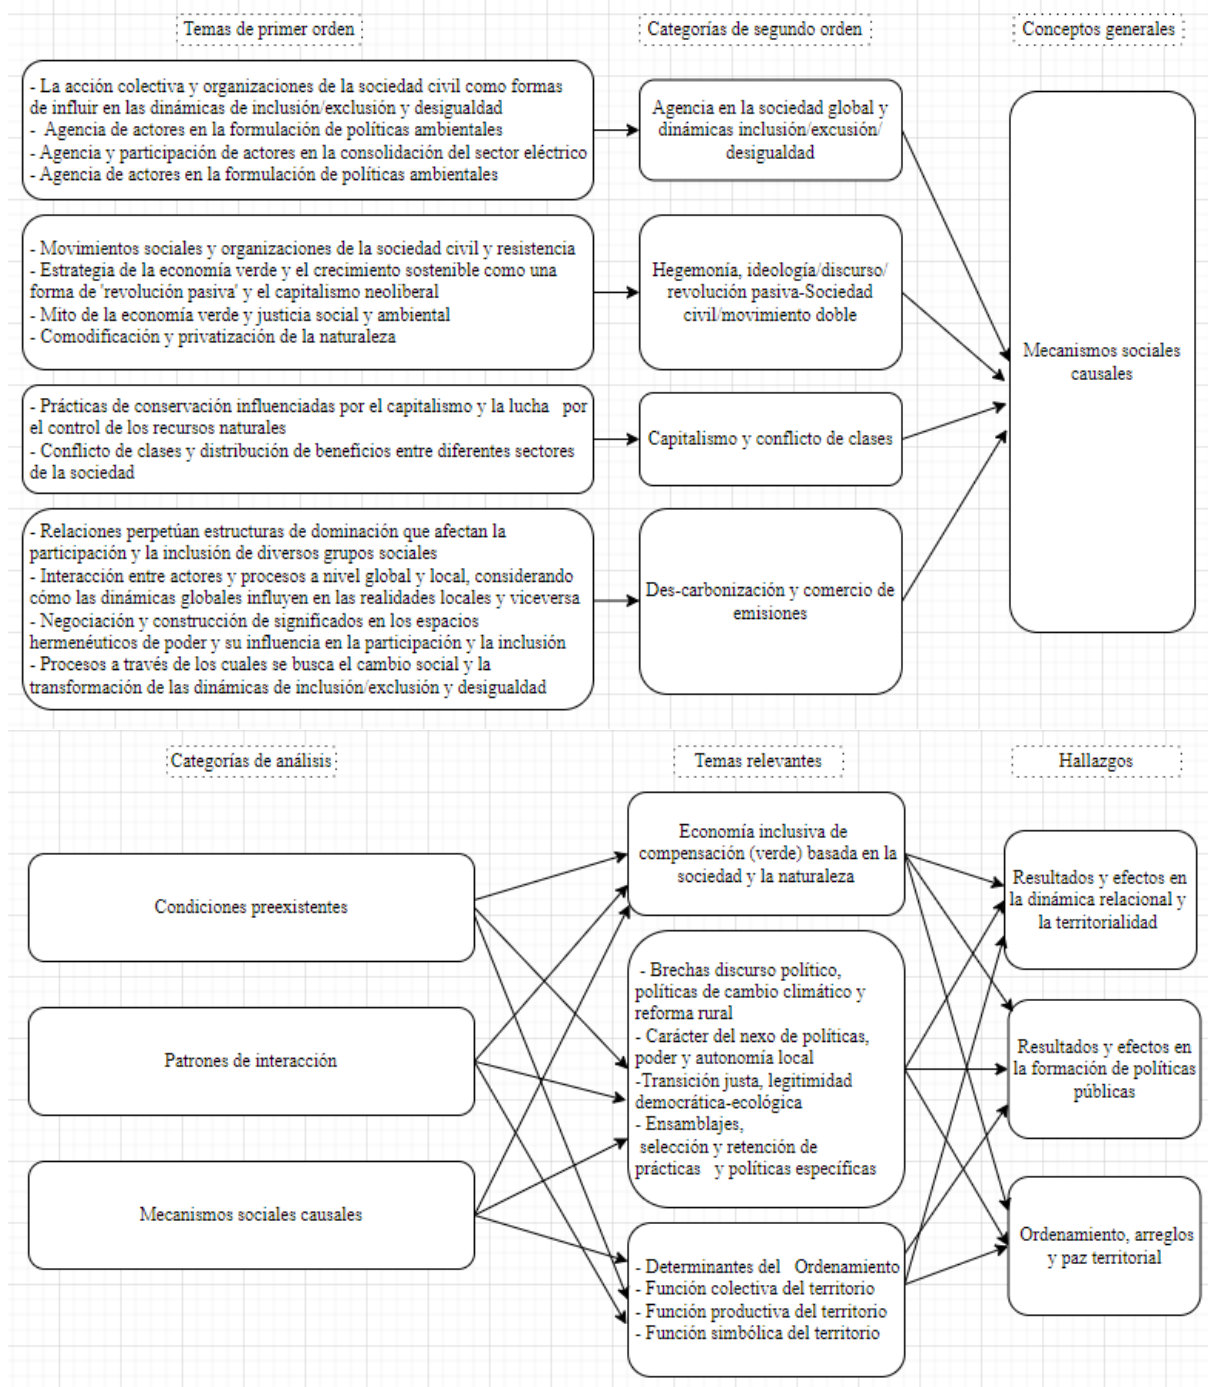 Temas de primer orden
Categorías de segundo orden
Conceptos generales
- La acción colectiva y organizaciones de la sociedad civil como formas
de influir en las dinámicas de inclusión/exclusión y desigualdad
- Agencia de actores en la formulación de políticas ambientales
- Agencia y participación de actores en la consolidación del sector eléctrico
- Agencia de actores en la formulación de políticas ambientales
Agencia en la sociedad global y
dinámicas inclusión/excusión/
desigualdad
- Movimientos sociales y organizaciones de la sociedad civil y resistencia
- Estrategia de la economía verde y el crecimiento sostenible como una
forma de 'revolución pasiva' y el capitalismo neoliberal
- Mito de la economía verde y justicia social y ambiental
- Comodificación y privatización de la naturaleza
Hegemonía, ideología/discurso/
revolución pasiva-Sociedad
civil/movimiento doble
- Prácticas de conservación influenciadas por el capitalismo y la lucha por
el control de los recursos naturales
- Conflicto de clases y distribución de beneficios entre diferentes sectores
de la sociedad
Capitalismo y conflicto de clases
- Relaciones perpetúan estructuras de dominación que afectan la
participación y la inclusión de diversos grupos sociales
- Interacción entre actores y procesos a nivel global y local, considerando
cómo las dinámicas globales influyen en las realidades locales y viceversa
- Negociación y construcción de significados en los espacios
hermenéuticos de poder y su influencia en la participación y la inclusión
- Procesos a través de los cuales se busca el cambio social y la
transformación de las dinámicas de inclusión/exclusión y desigualdad
Des-carbonización y comercio de
emisiones
Mecanismos sociales
causales
Categorías de análisis
Temas relevantes
Hallazgos
Condiciones preexistentes
Patrones de interacción
Mecanismos sociales causales
Economía inclusiva de
compensación (verde) basada en la
sociedad y la naturaleza
- Brechas discurso político,
políticas de cambio climático y
reforma rural
- Carácter del nexo de políticas,
poder y autonomía local
-Transición justa, legitimidad
democrática-ecológica
- Ensamblajes,
selección y retención de
prácticas y políticas específicas
- Determinantes del Ordenamiento
- Función colectiva del territorio
- Función productiva del territorio
- Función simbólica del territorio
Resultados y efectos en
la dinámica relacional y
la territorialidad
Resultados y efectos en
la formación de políticas
públicas
Ordenamiento, arreglos
y paz territorial